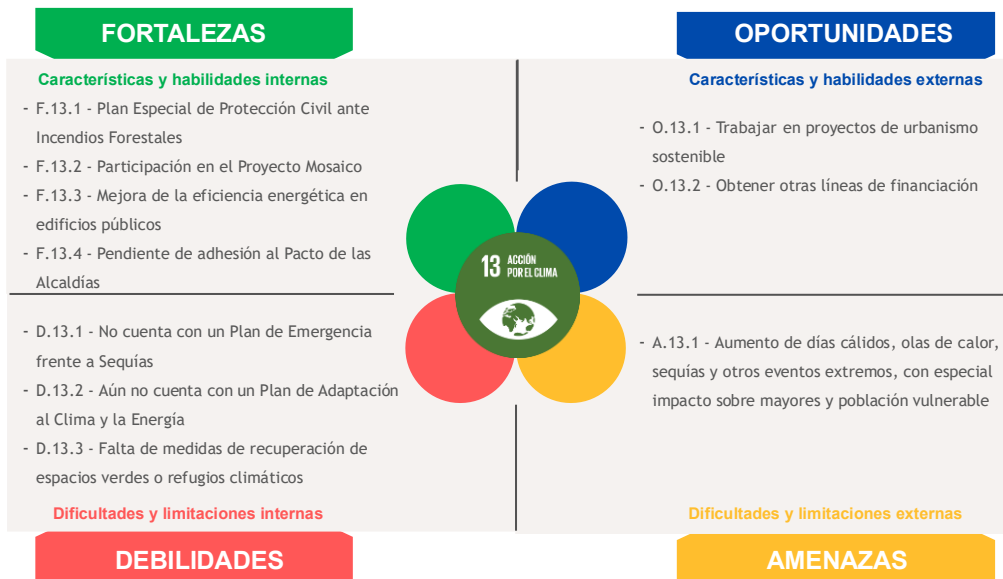 FORTALEZAS
Características y habilidades internas
- F.13.1 - Plan Especial de Protección Civil ante
Incendios Forestales
- F.13.2 - Participación en el Proyecto Mosaico
- F.13.3 - Mejora de la eficiencia energética en
edificios públicos
- F.13.4 - Pendiente de adhesión al Pacto de las
Alcaldías
OPORTUNIDADES
Características y habilidades externas
- O.13.1 - Trabajar en proyectos de urbanismo
sostenible
- O.13.2 - Obtener otras líneas de financiación
13 ACCIÓN
POR EL CLIMA
- D.13.1 - No cuenta con un Plan de Emergencia
frente a Sequías
- D.13.2 - Aún no cuenta con un Plan de Adaptación
al Clima y la Energía
- D.13.3 - Falta de medidas de recuperación de
espacios verdes o refugios climáticos
Dificultades y limitaciones internas
DEBILIDADES
- A.13.1 - Aumento de días cálidos, olas de calor,
sequías y otros eventos extremos, con especial
impacto sobre mayores y población vulnerable
Dificultades y limitaciones externas
AMENAZAS